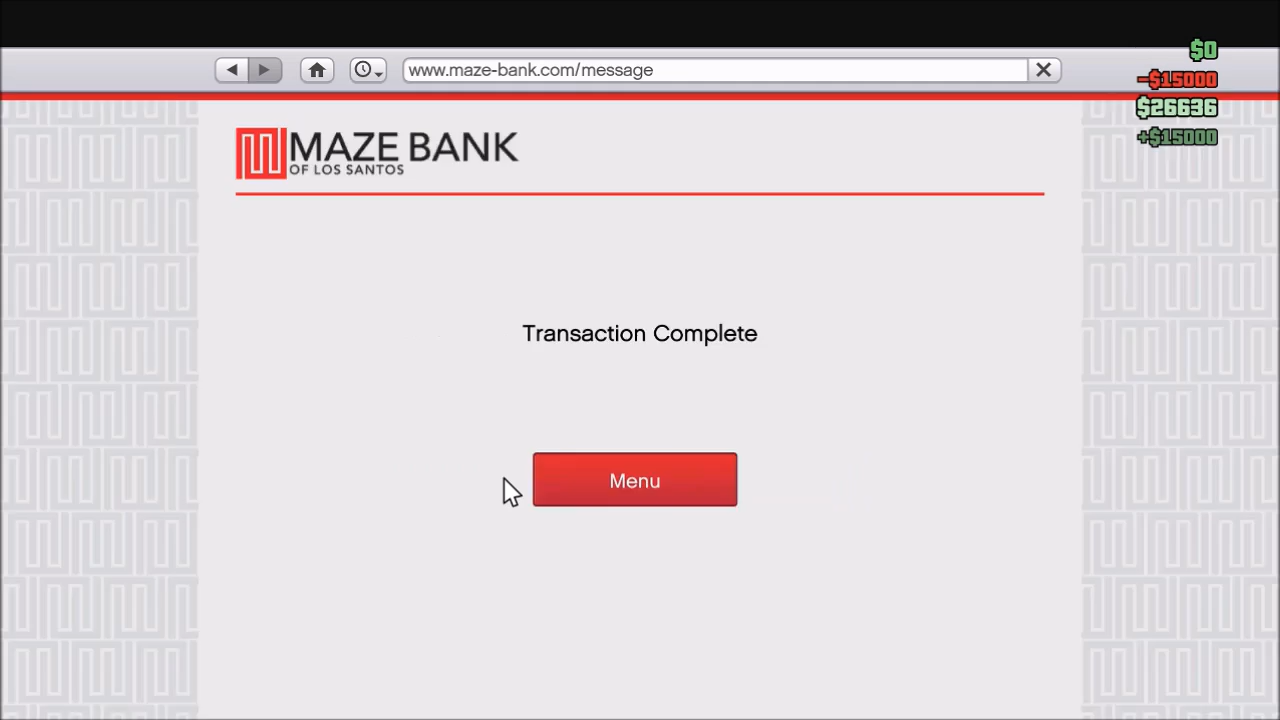 www.maze-bank.com/message
$0
-$15000
$26636
+$15000
MAZE BANK
OF LOS SANTOS
Transaction Complete
Menu